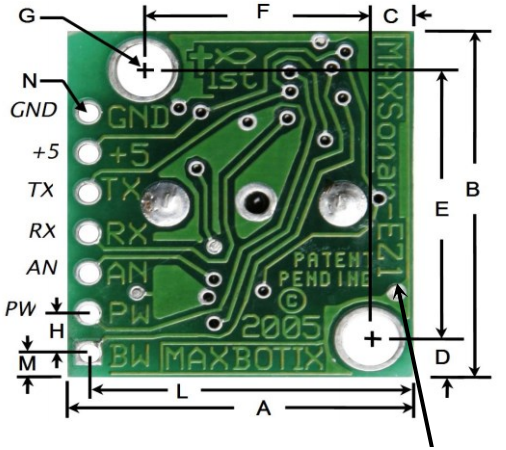 F
C
G
N
GND
+5
TX
RX
AN
PW
H
M
B
E
D
L
A
1st
GND
+5
TX
RX
AN
PW
BW
MAXSonar-EZ1
PATENT
PENDING
©
2005
MAXBOTIX